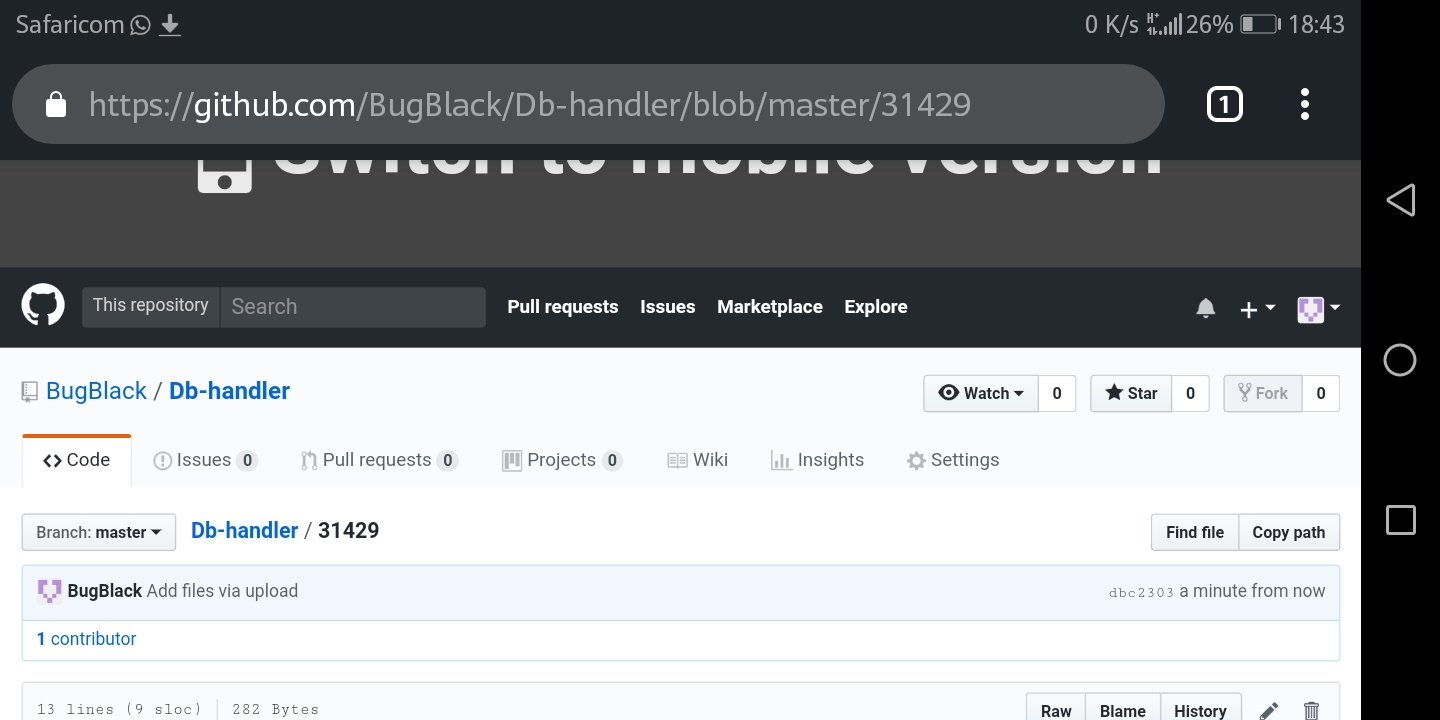 Safaricom 0 K/s H+ 26% 18:43
https://github.com/BugBlack/Db-handler/blob/master/31429 1
Switch to mobile version
This repository Search Pull requests Issues Marketplace Explore
BugBlack / Db-handler Watch 0 Star 0 Fork 0
Code Issues 0 Pull requests 0 Projects 0 Wiki Insights Settings
Branch: master Db-handler / 31429 Find file Copy path
BugBlack Add files via upload dbc2303 a minute from now
1 contributor
13 lines (9 sloc) 282 Bytes Raw Blame History